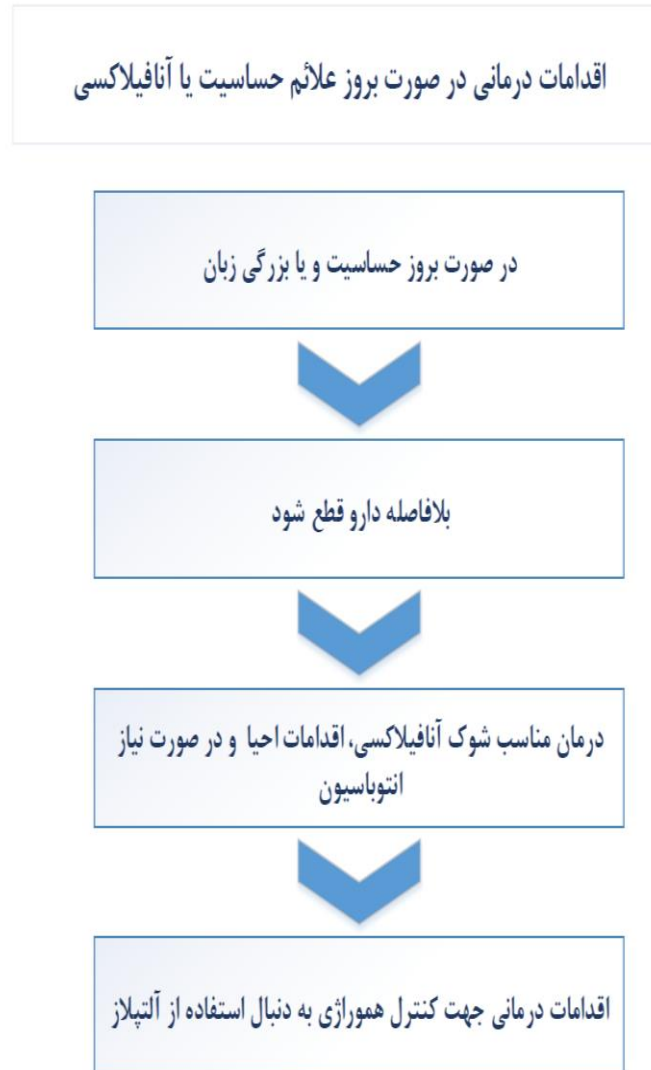 اقدامات درمانی در صورت بروز علائم حساسیت یا آنافیلاکسی
در صورت بروز حساسیت و یا بزرگی زبان
بلافاصله دارو قطع شود
درمان مناسب شوک آنافیلاکسی، اقدامات احیا و در صورت نیاز
انتوباسیون
اقدامات درمانی جهت کنترل هموراژی به دنبال استفاده از آلتپلاز